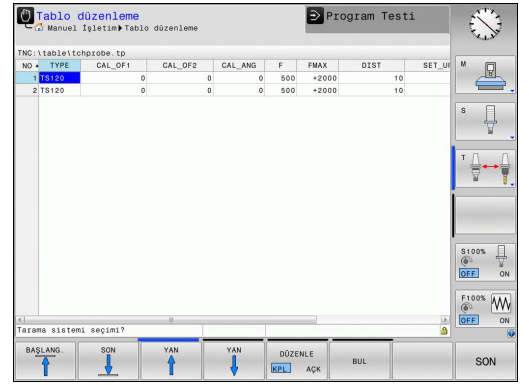 Tablo düzenleme
Manuel İşletim▶Tablo düzenleme
Program Testi
TNC:\table\tchprobe.tp
NO TYPE CAL_OF1 CAL_OF2 CAL_ANG F FMAX DIST SET_UI
1 TS120 0 0 0 500 +2000 10
2 TS120 0 0 0 500 +2000 10
M
S
T
S100%
OFF ON
F100%
OFF ON
Tarama sistemi seçimi?
BAŞLANG. SON YAN YAN DÜZENLE BUL SON
KPL. AÇK